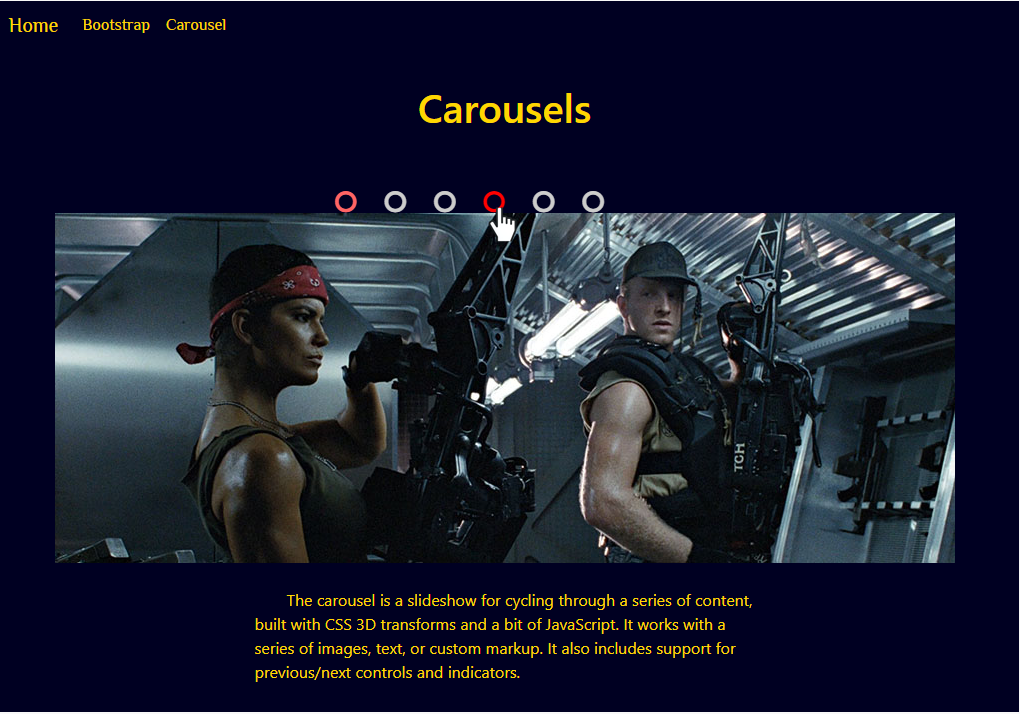 Home Bootstrap Carousel
Carousels
TCH
The carousel is a slideshow for cycling through a series of content,
built with CSS 3D transforms and a bit of JavaScript. It works with a
series of images, text, or custom markup. It also includes support for
previous/next controls and indicators.